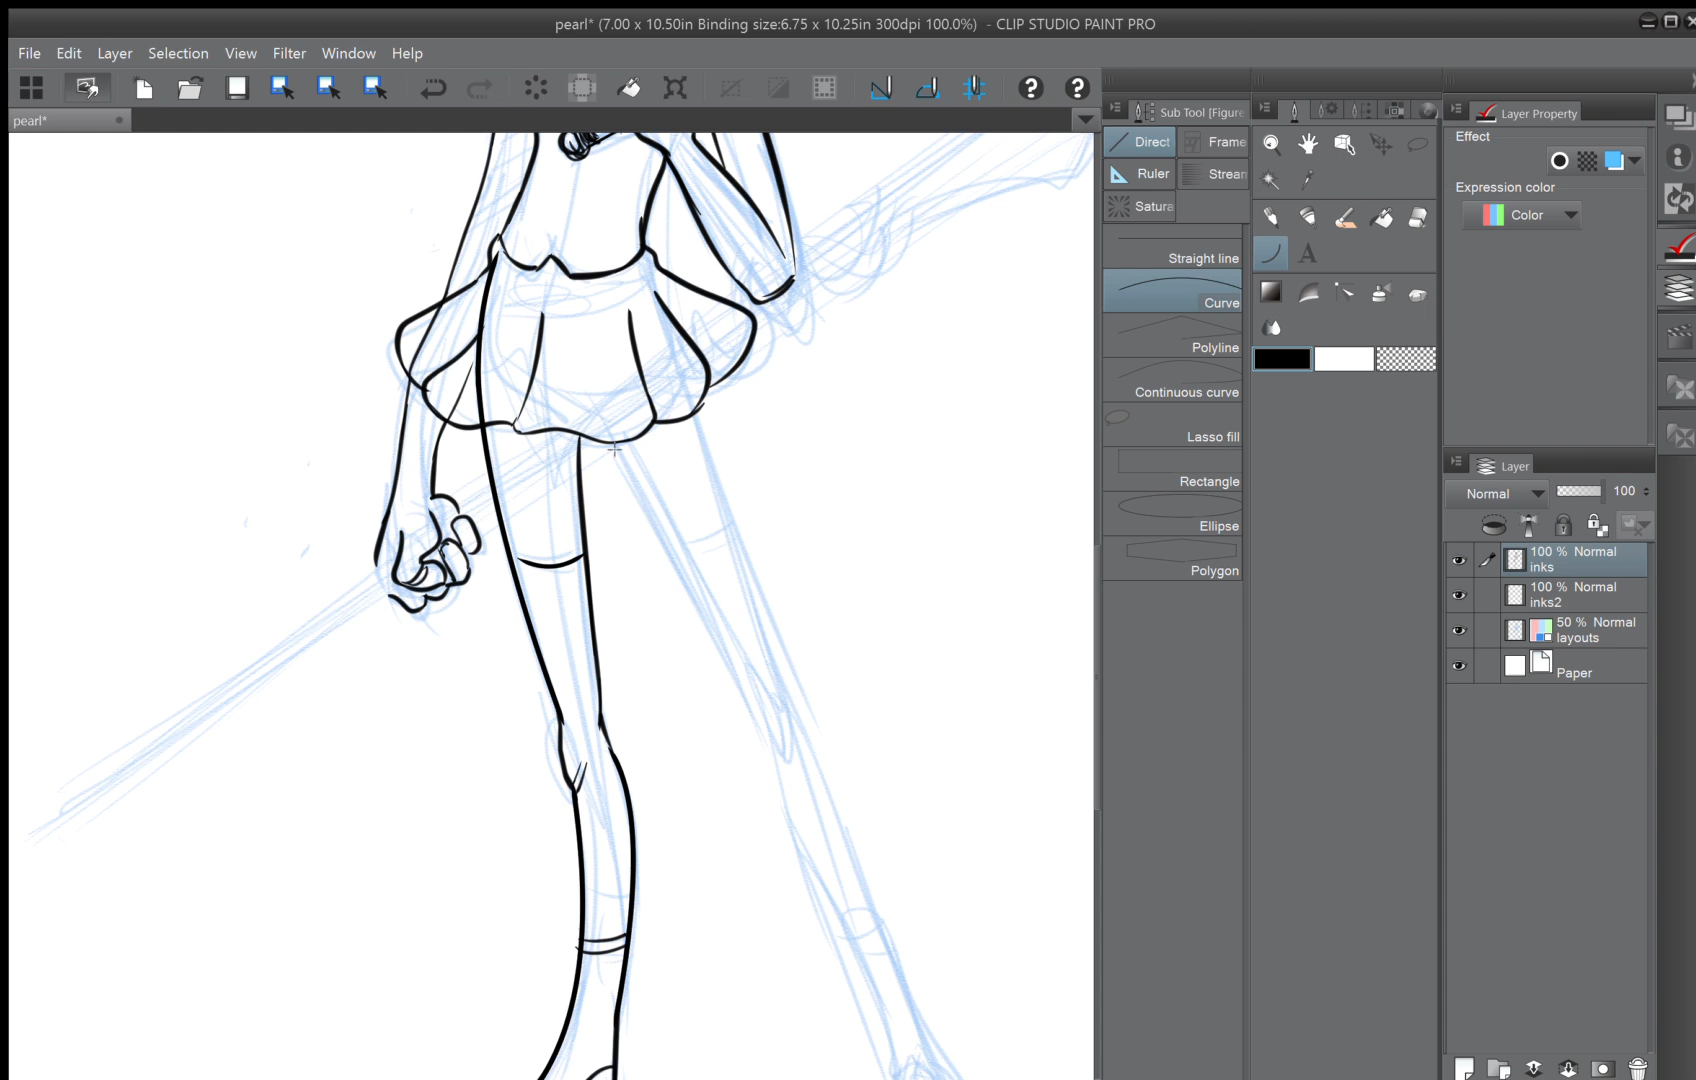 pearl* (7.00 x 10.50in Binding size:6.75 x 10.25in 300dpi 100.0%) - CLIP STUDIO PAINT PRO
File Edit Layer Selection View Filter Window Help
pearl*
Sub Tool [Figure
Direct
Frame
Ruler
Strear
Satura
Straight line
Curve
Polyline
Continuous curve
Lasso fill
Rectangle
Ellipse
Polygon
A
Layer Property
Effect
Expression color
Color
Layer
Normal
100
100 % Normal
inks
100 % Normal
inks2
50 % Normal
layouts
Paper